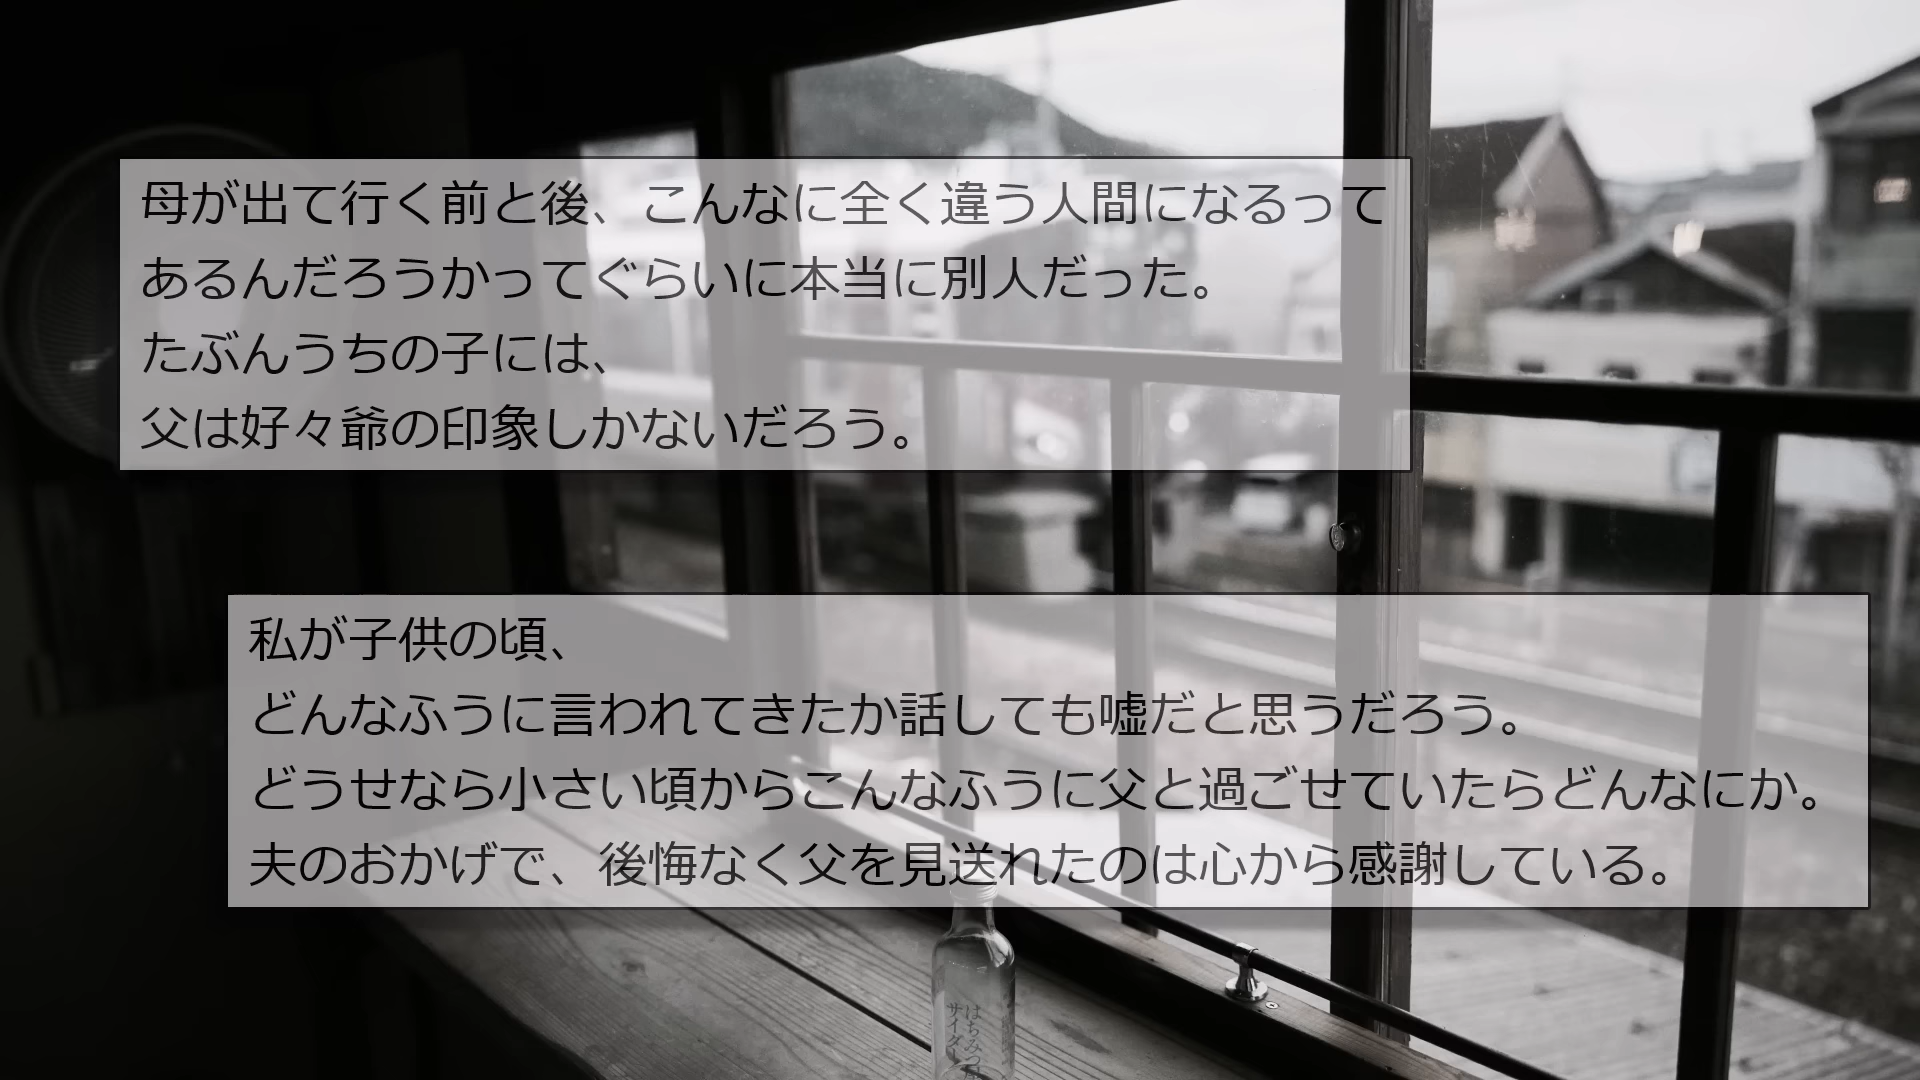 母が出て行く前と後、こんなに全く違う人間になるって
あるんだろうかってぐらいに本当に別人だった。
たぶんうちの子には、
父は好々爺の印象しかないだろう。
私が子供の頃、
どんなふうに言われてきたか話しても嘘だと思うだろう。
どうせなら小さい頃からこんなふうに父と過ごせていたらどんなにか。
夫のおかげで、後悔なく父を見送れたのは心から感謝している。
はちみつ
サイダー